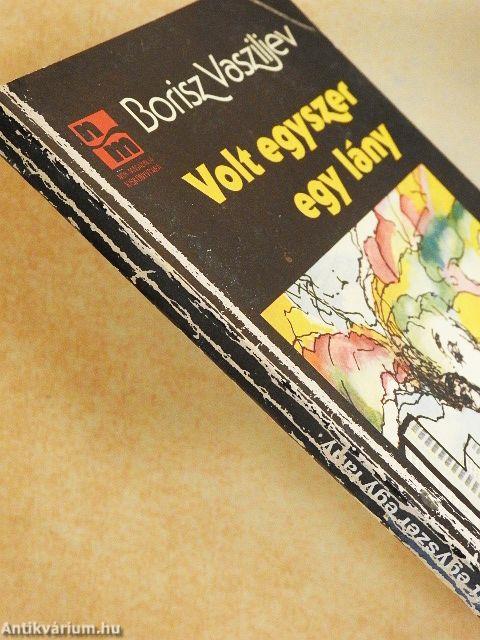 Borisz Vasziljev
Volt egyszer
egy lány
nm
egyszer egy lány
Antikvárium.hu